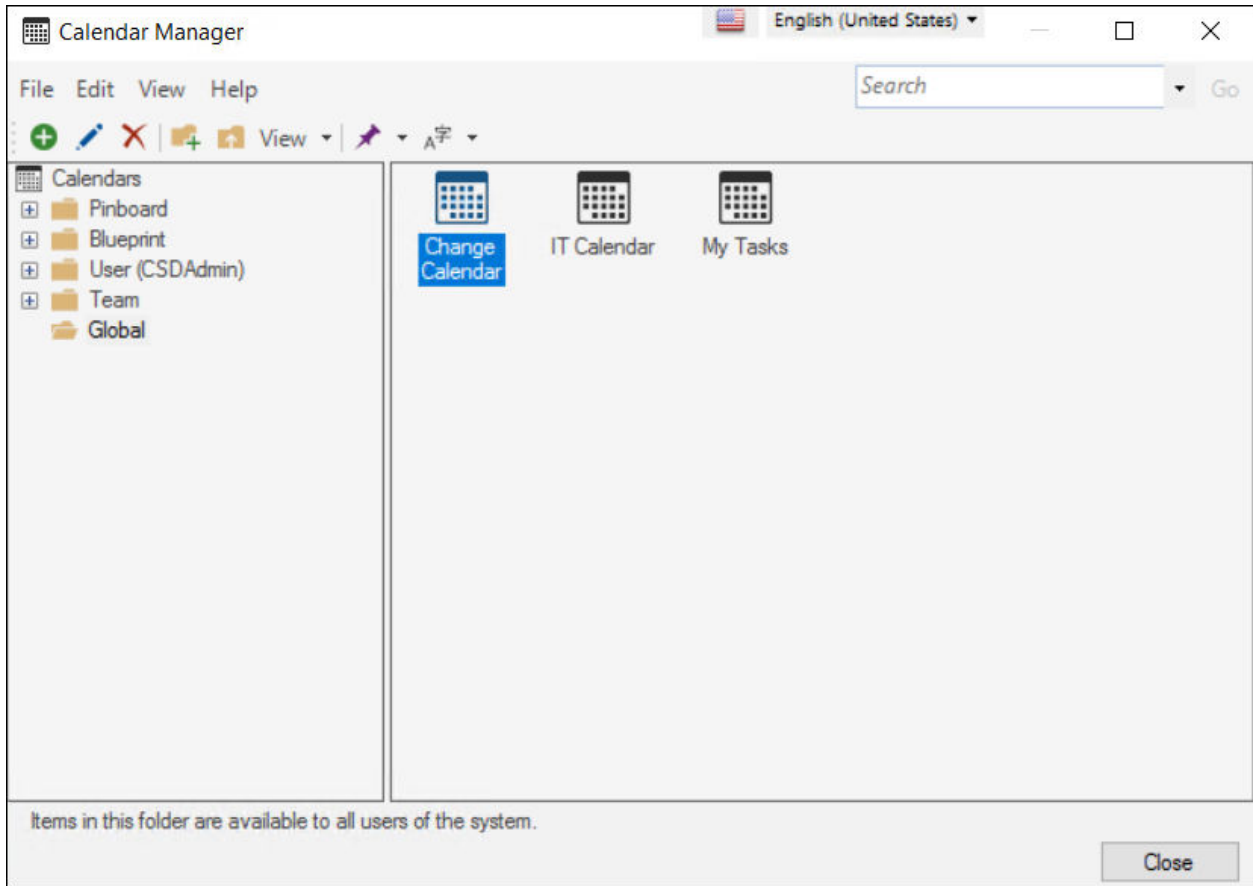 Calendar Manager
English (United States)
File Edit View Help
Search
Go
View
A字
Calendars
Pinboard
Blueprint
User (CSDAdmin)
Team
Global
Change
Calendar
IT Calendar
My Tasks
Items in this folder are available to all users of the system.
Close